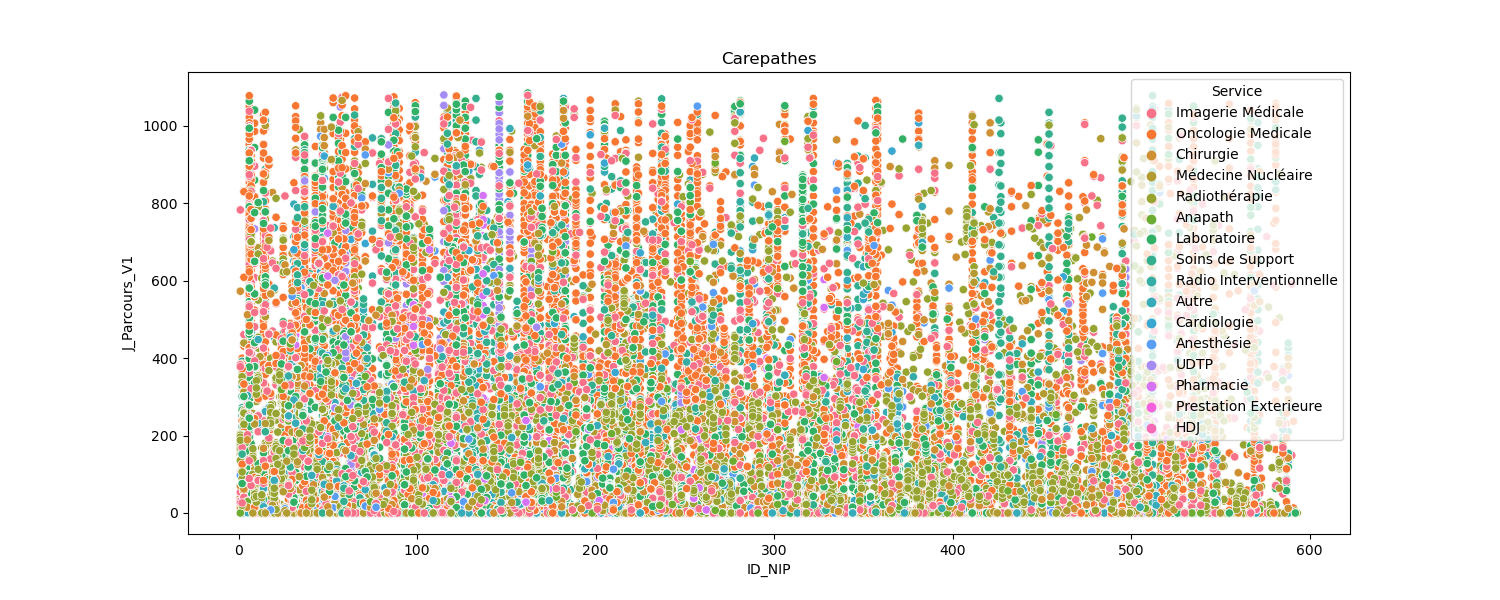 Carepathes
J_Parcours_V1
1000
800
600
400
200
0
0 100 200 300 400 500 600
ID_NIP
Service
Imagerie Médicale
Oncologie Medicale
Chirurgie
Médecine Nucléaire
Radiothérapie
Anapath
Laboratoire
Soins de Support
Radio Interventionnelle
Autre
Cardiologie
Anesthésie
UDTP
Pharmacie
Prestation Exterieure
HDJ